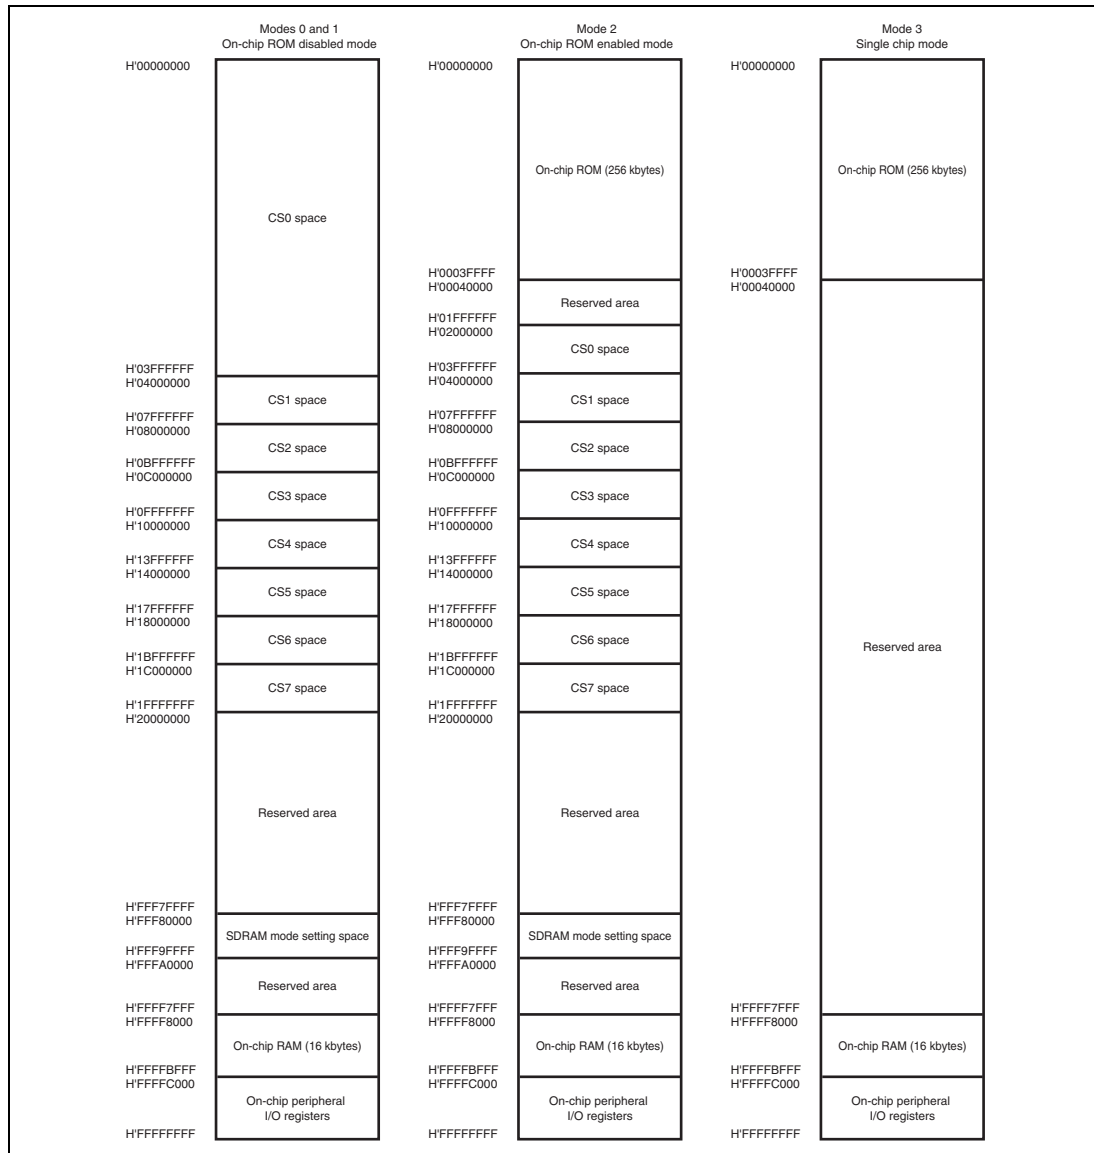 Modes 0 and 1
On-chip ROM disabled mode
H'00000000
CS0 space
H'03FFFFFF
H'04000000
CS1 space
H'07FFFFFF
H'08000000
CS2 space
H'0BFFFFFF
H'0C000000
CS3 space
H'0FFFFFFF
H'10000000
CS4 space
H'13FFFFFF
H'14000000
CS5 space
H'17FFFFFF
H'18000000
CS6 space
H'1BFFFFFF
H'1C000000
CS7 space
H'1FFFFFFF
H'20000000
Reserved area
H'FFF7FFFF
H'FFF80000
SDRAM mode setting space
H'FFF9FFFF
H'FFFA0000
Reserved area
H'FFFF7FFF
H'FFFF8000
On-chip RAM (16 kbytes)
H'FFFFBFFF
H'FFFFC000
On-chip peripheral
I/O registers
H'FFFFFFFF
Mode 2
On-chip ROM enabled mode
H'00000000
On-chip ROM (256 kbytes)
H'0003FFFF
H'00040000
Reserved area
H'01FFFFFF
H'02000000
CS0 space
H'03FFFFFF
H'04000000
CS1 space
H'07FFFFFF
H'08000000
CS2 space
H'0BFFFFFF
H'0C000000
CS3 space
H'0FFFFFFF
H'10000000
CS4 space
H'13FFFFFF
H'14000000
CS5 space
H'17FFFFFF
H'18000000
CS6 space
H'1BFFFFFF
H'1C000000
CS7 space
H'1FFFFFFF
H'20000000
Reserved area
H'FFF7FFFF
H'FFF80000
SDRAM mode setting space
H'FFF9FFFF
H'FFFA0000
Reserved area
H'FFFF7FFF
H'FFFF8000
On-chip RAM (16 kbytes)
H'FFFFBFFF
H'FFFFC000
On-chip peripheral
I/O registers
H'FFFFFFFF
Mode 3
Single chip mode
H'00000000
On-chip ROM (256 kbytes)
H'0003FFFF
H'00040000
Reserved area
H'FFFF7FFF
H'FFFF8000
On-chip RAM (16 kbytes)
H'FFFFBFFF
H'FFFFC000
On-chip peripheral
I/O registers
H'FFFFFFFF